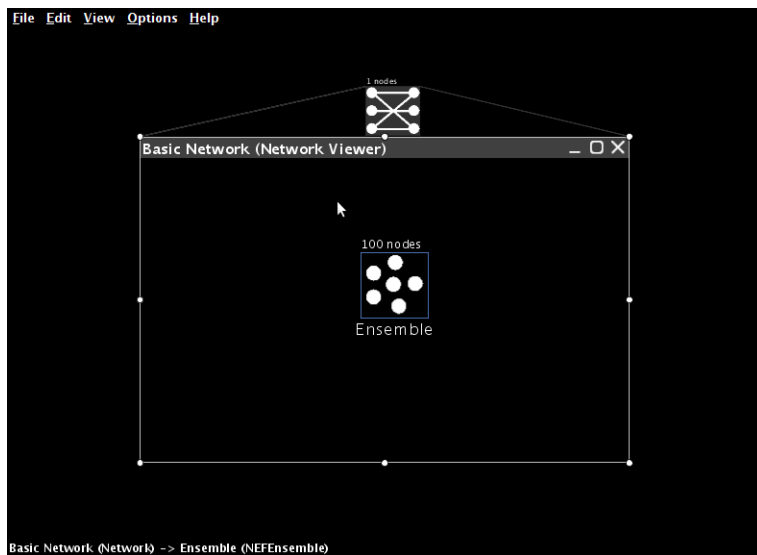 File Edit View Options Help
1 nodes
Basic Network (Network Viewer)
100 nodes
Ensemble
Basic Network (Network) -> Ensemble (NEFEnsemble)